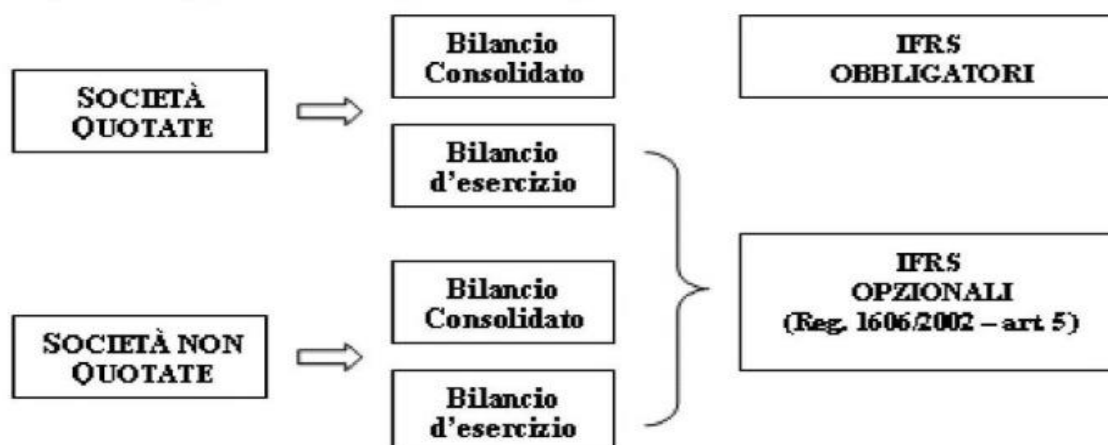 SOCIETÀ
QUOTATE
Bilancio
Consolidato
IFRS
OBBLIGATORI
Bilancio
d'esercizio
SOCIETÀ NON
QUOTATE
Bilancio
Consolidato
Bilancio
d'esercizio
IFRS
OPZIONALI
(Reg. 1606/2002 – art. 5)